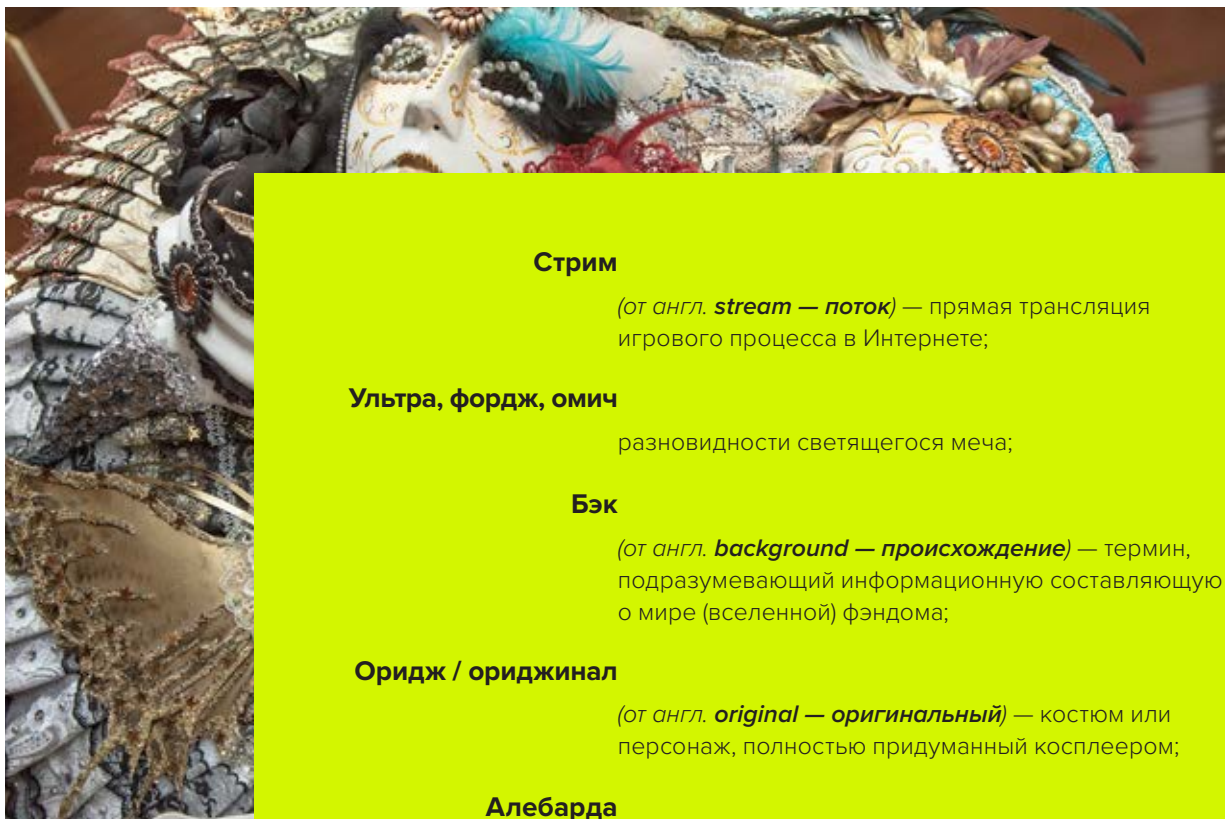 Стрим
(от англ. stream — поток) — прямая трансляция
игрового процесса в Интернете;
Ультра, фордж, омич
разновидности светящегося меча;
Бэк
(от англ. background — происхождение) — термин,
подразумевающий информационную составляющую
о мире (вселенной) фэндома;
Оридж / ориджинал
(от англ. original — оригинальный) — костюм или
персонаж, полностью придуманный косплеером;
Алебарда